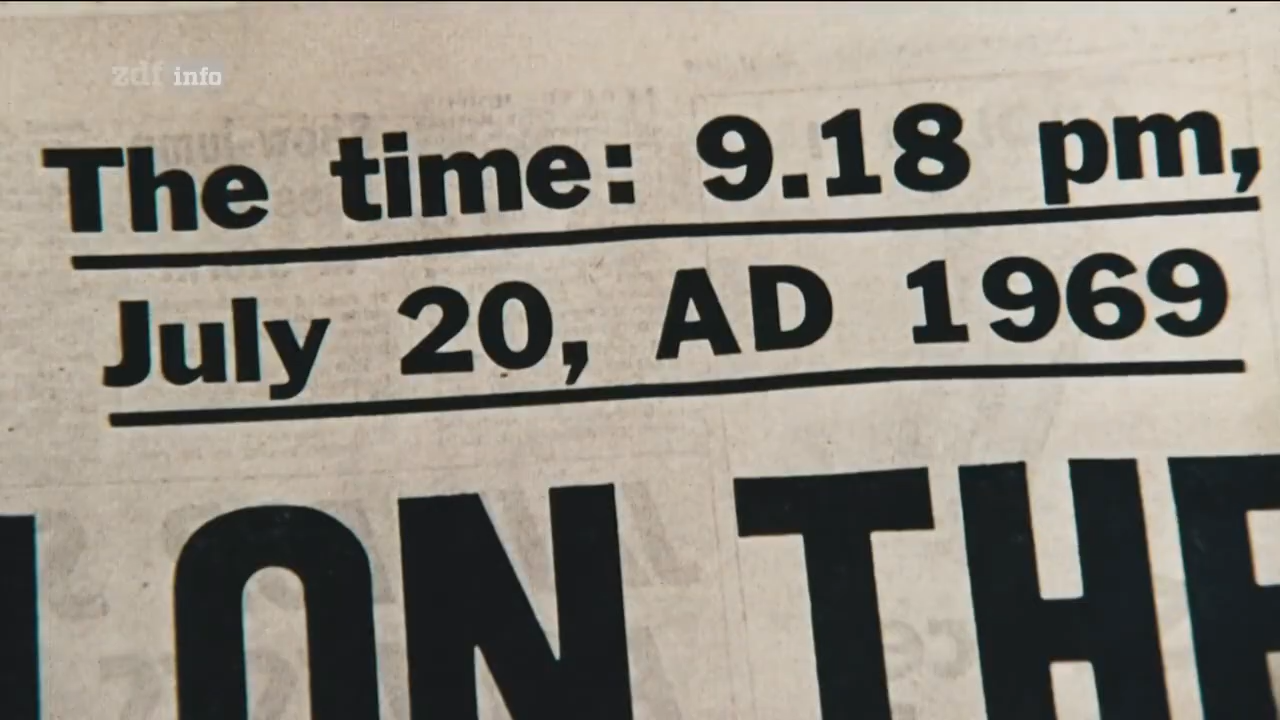 zdf info
The time: 9.18 pm,
July 20, AD 1969
ON THE